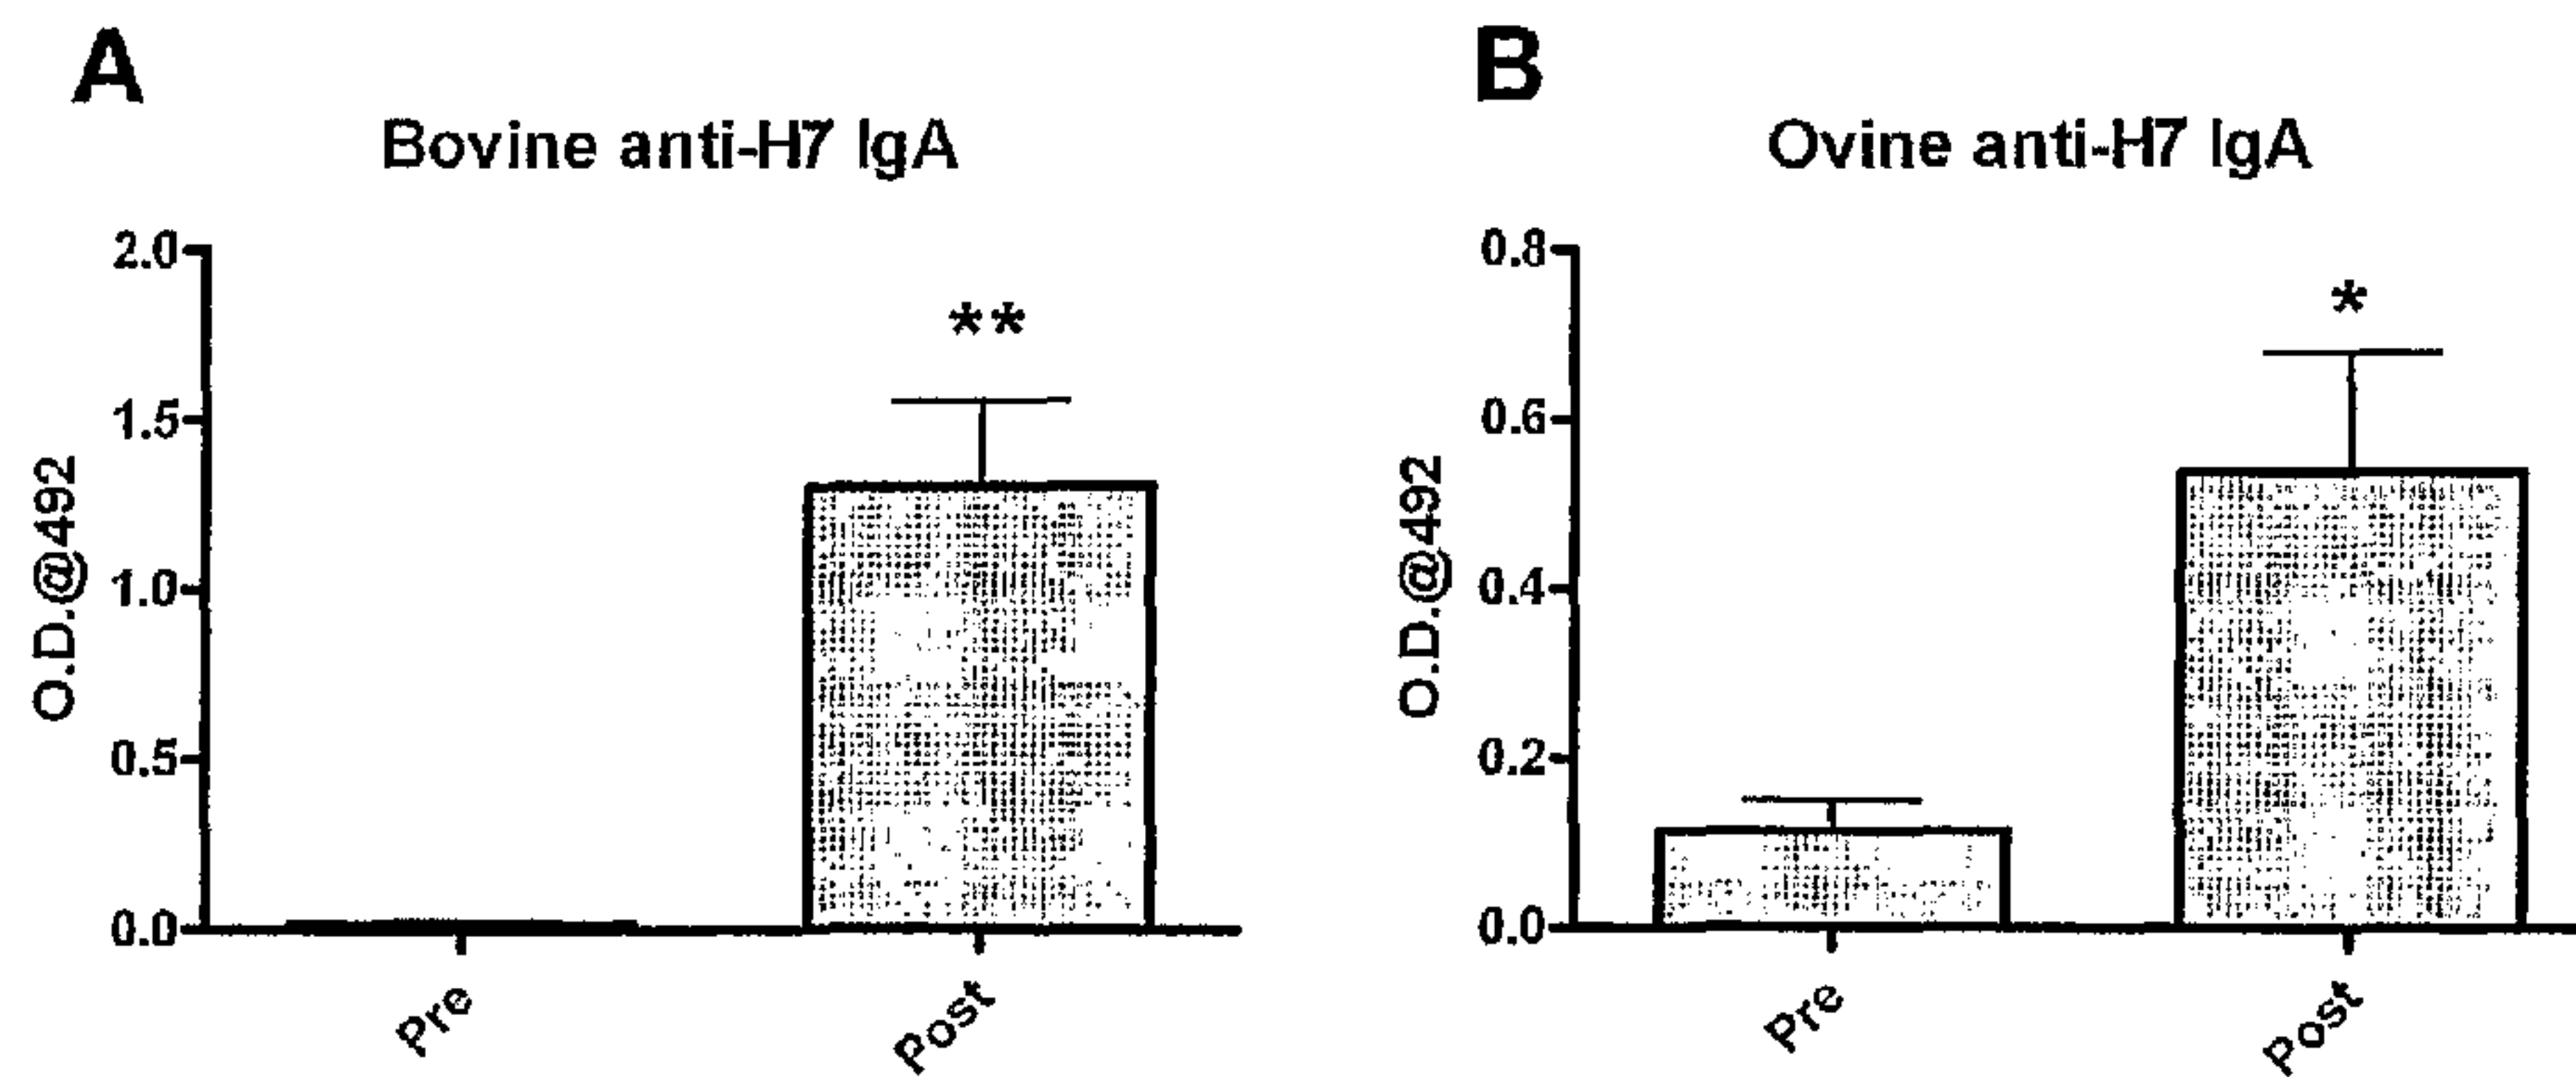 A
Bovine anti-H7 IgA
2.0
1.5
1.0
0.5
0.0
O.D.@492
**
Pre
Post
B
Ovine anti-H7 IgA
0.8
0.6
0.4
0.2
0.0
O.D.@492
*
Pre
Post